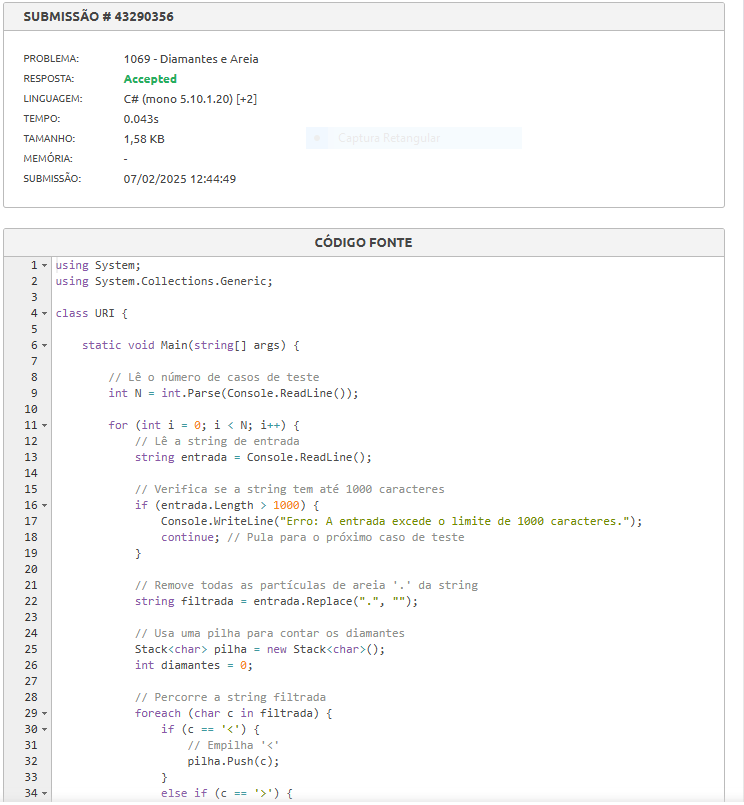 SUBMISSÃO # 43290356
PROBLEMA: 1069 - Diamantes e Areia
RESPOSTA: Accepted
LINGUAGEM: C# (mono 5.10.1.20) [+2]
TEMPO: 0.043s
TAMANHO: 1,58 KB
Captura Retangular
MEMÓRIA: -
SUBMISSÃO: 07/02/2025 12:44:49
CÓDIGO FONTE
1 using System;
2 using System.Collections.Generic;
3
4 class URI {
5
6 static void Main(string[] args) {
7
8 // Lê o número de casos de teste
9 int N = int.Parse(Console.ReadLine());
10
11 for (int i = 0; i < N; i++) {
12 // Lê a string de entrada
13 string entrada = Console.ReadLine();
14
15 // Verifica se a string tem até 1000 caracteres
16 if (entrada.Length > 1000) {
17 Console.WriteLine("Erro: A entrada excede o limite de 1000 caracteres.");
18 continue; // Pula para o próximo caso de teste
19 }
20
21 // Remove todas as partículas de areia '.' da string
22 string filtrada = entrada.Replace(".", "");
23
24 // Usa uma pilha para contar os diamantes
25 Stack<char> pilha = new Stack<char>();
26 int diamantes = 0;
27
28 // Percorre a string filtrada
29 foreach (char c in filtrada) {
30 if (c == '<') {
31 // Empilha '<'
32 pilha.Push(c);
33 }
34 else if (c == '>') {